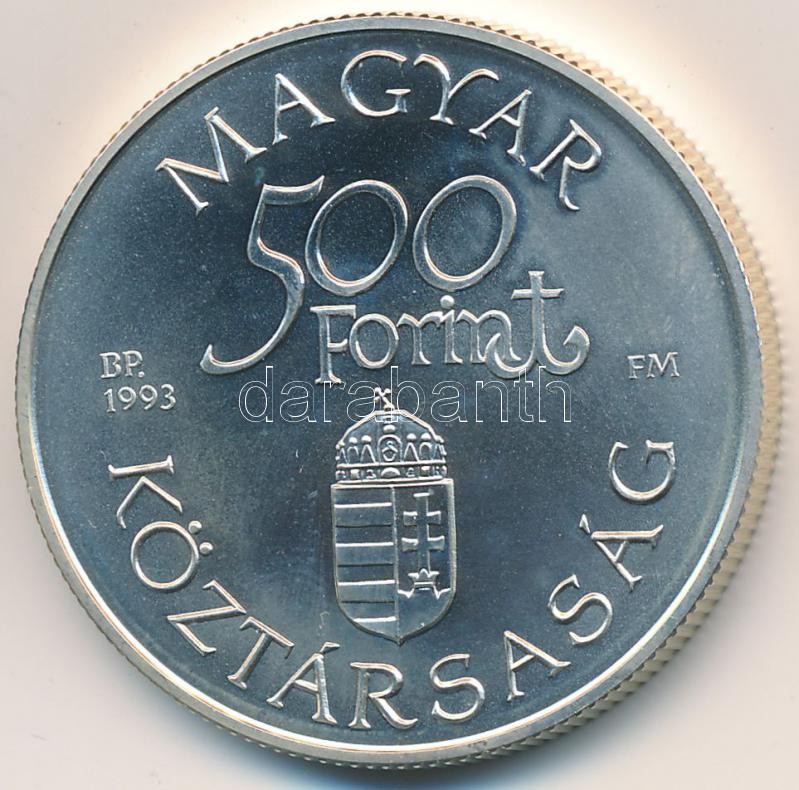 MAGYAR
500
Forint
BP.
1993
FM
darabanth
KÖZTÁRSASÁG